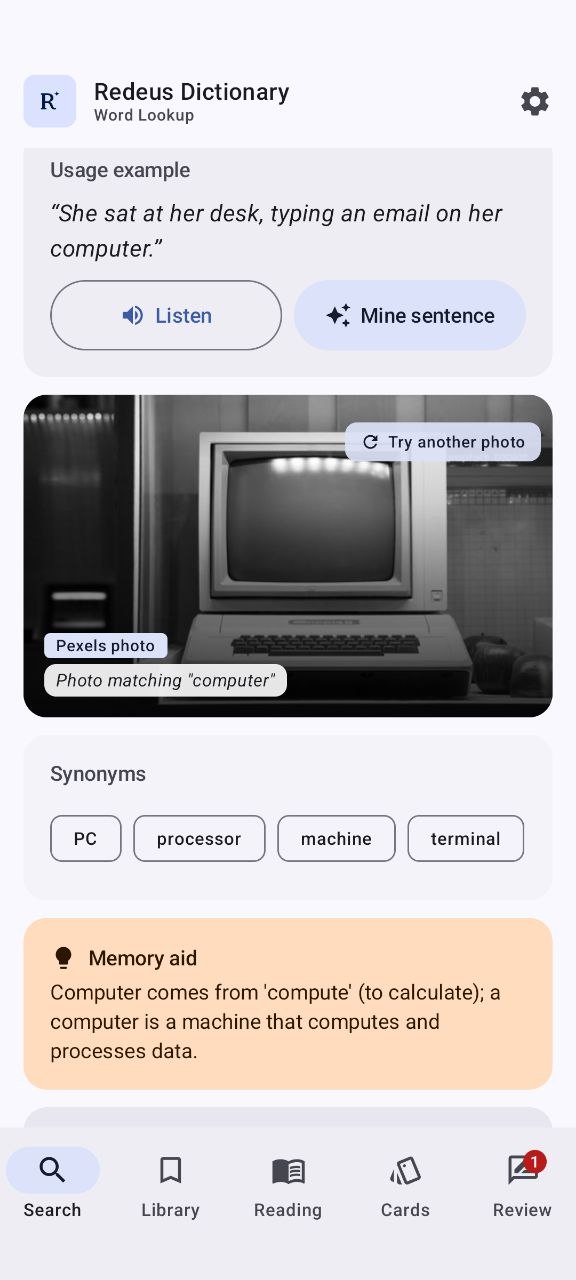 R
Redeus Dictionary
Word Lookup
Usage example
“She sat at her desk, typing an email on her
computer.”
Listen
Mine sentence
Try another photo
Pexels photo
Photo matching "computer"
Synonyms
PC
processor
machine
terminal
Memory aid
Computer comes from 'compute' (to calculate); a
computer is a machine that computes and
processes data.
1
Search
Library
Reading
Cards
Review